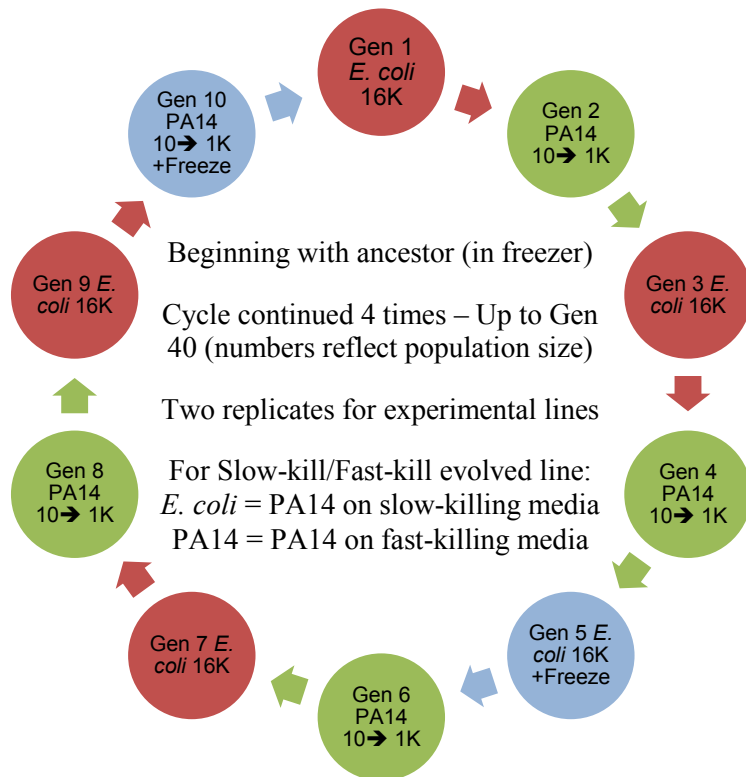 Gen 1
E. coli
16K
Gen 2
PA14
10➔ 1K
Gen 3 E.
coli 16K
Gen 4
PA14
10➔ 1K
Gen 5 E.
coli 16K
+Freeze
Gen 6
PA14
10➔ 1K
Gen 7 E.
coli 16K
Gen 8
PA14
10➔ 1K
Gen 9 E.
coli 16K
Gen 10
PA14
10➔ 1K
+Freeze
Beginning with ancestor (in freezer)
Cycle continued 4 times – Up to Gen
40 (numbers reflect population size)
Two replicates for experimental lines
For Slow-kill/Fast-kill evolved line:
E. coli = PA14 on slow-killing media
PA14 = PA14 on fast-killing media